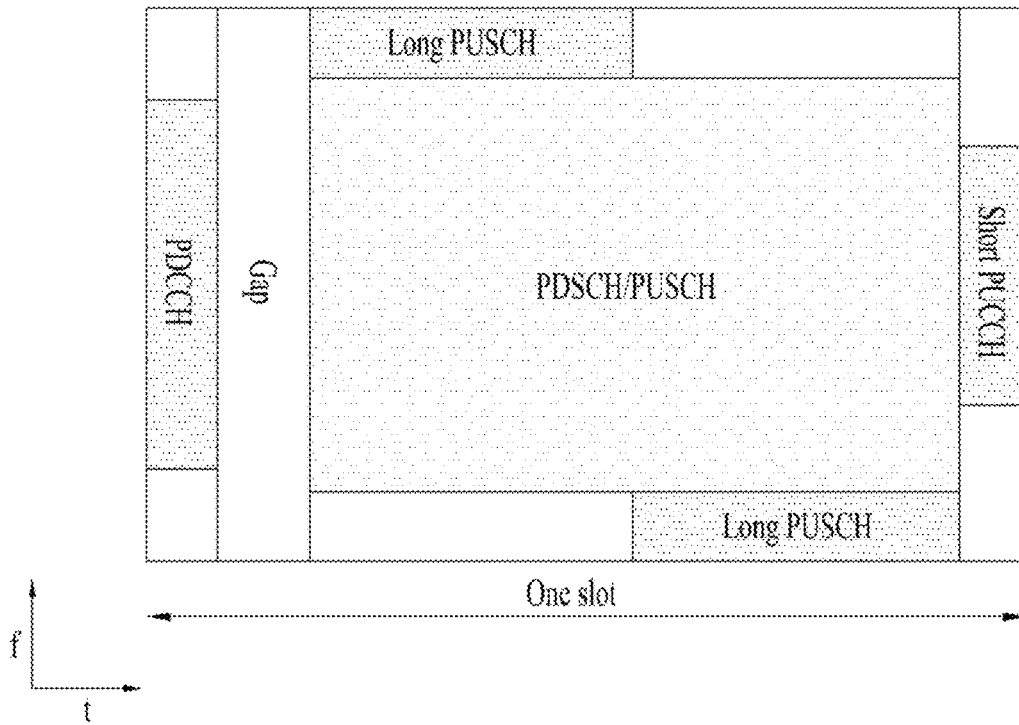 Long PUSCH
PDCCH
Gap
PDSCH/PUSCH
Short PUCCH
Long PUSCH
One slot
f
t